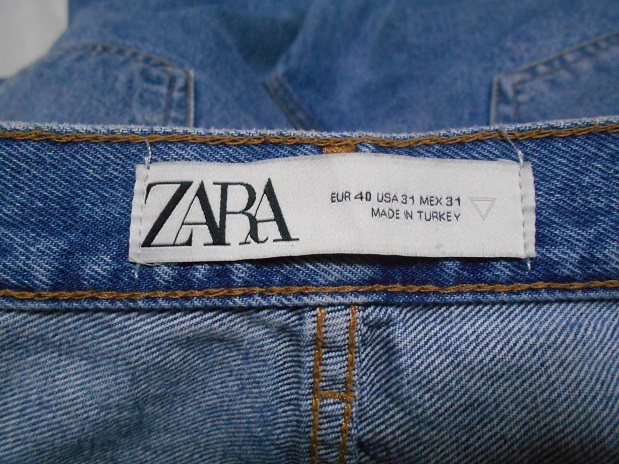 ZARA
EUR 40 USA 31 MEX 31
MADE IN TURKEY